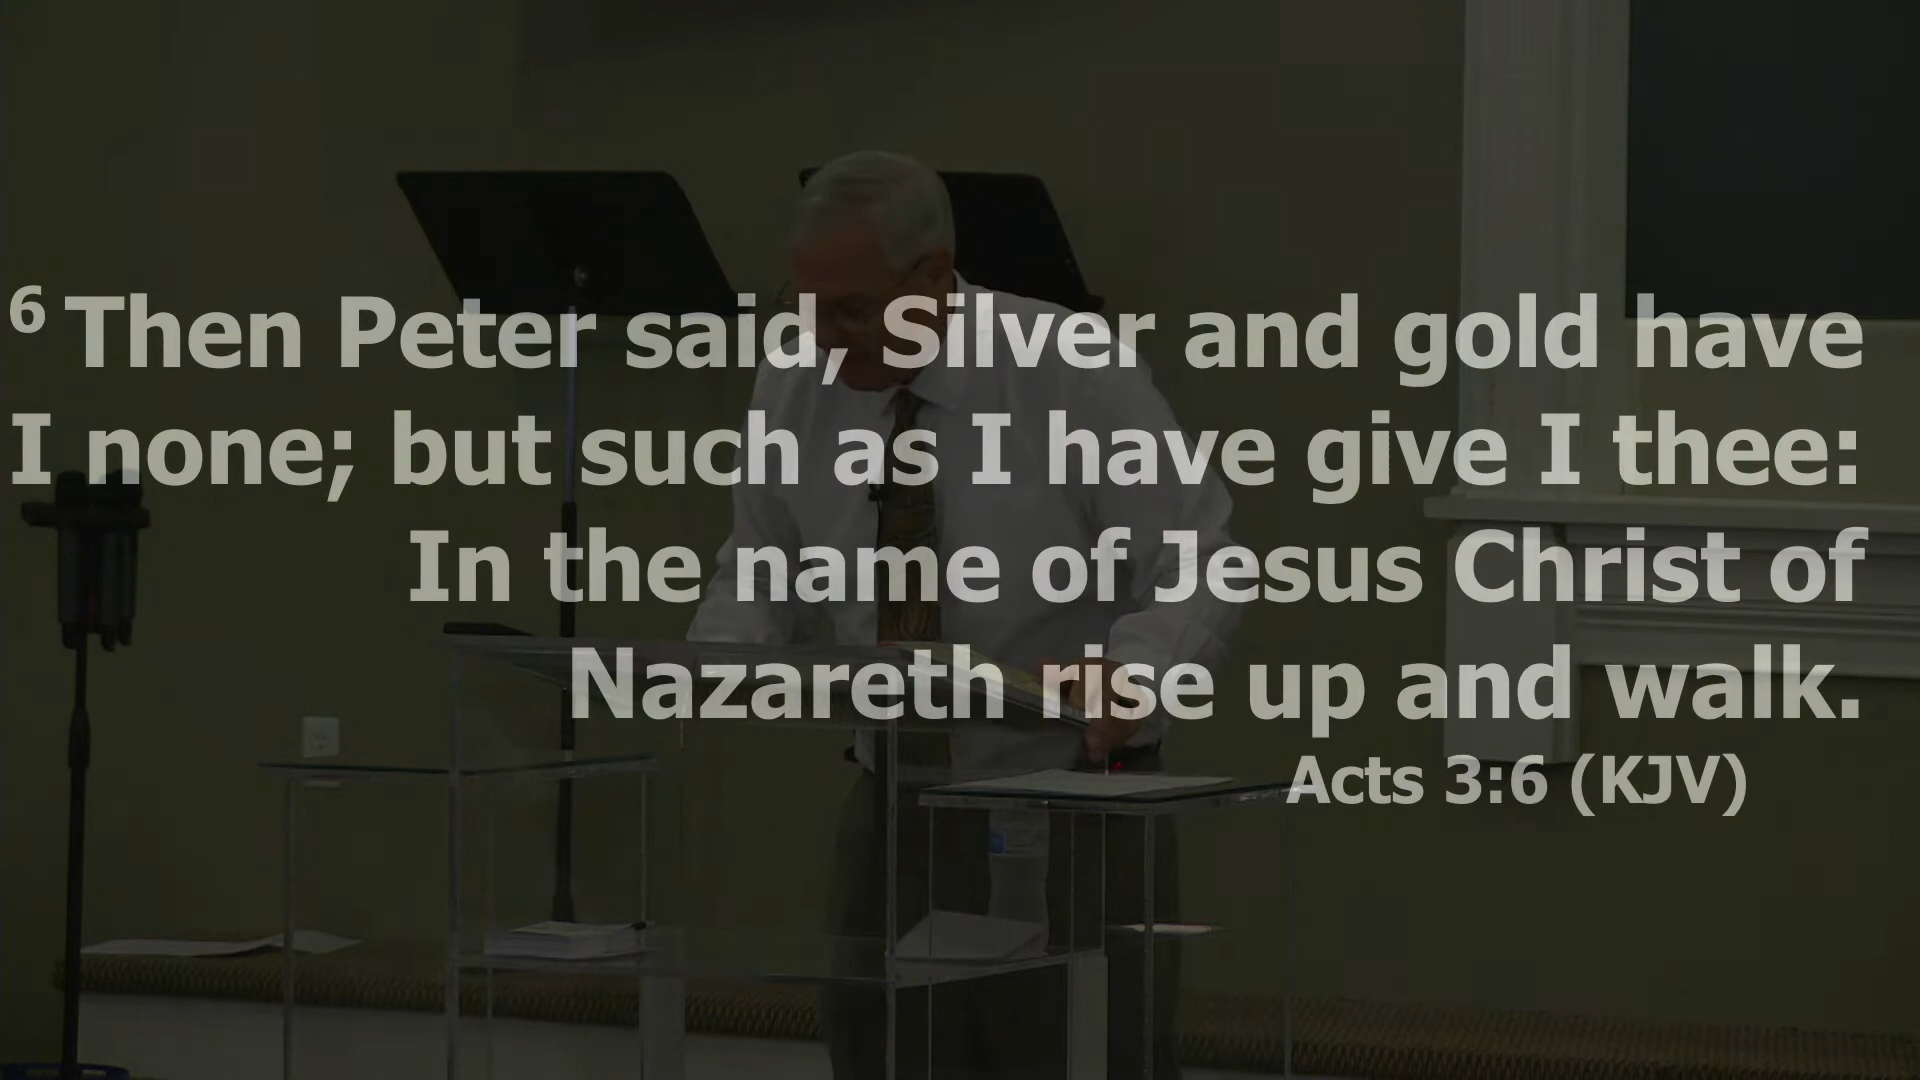 6 Then Peter said, Silver and gold have
I none; but such as I have give I thee:
In the name of Jesus Christ of
Nazareth rise up and walk.
Acts 3:6 (KJV)